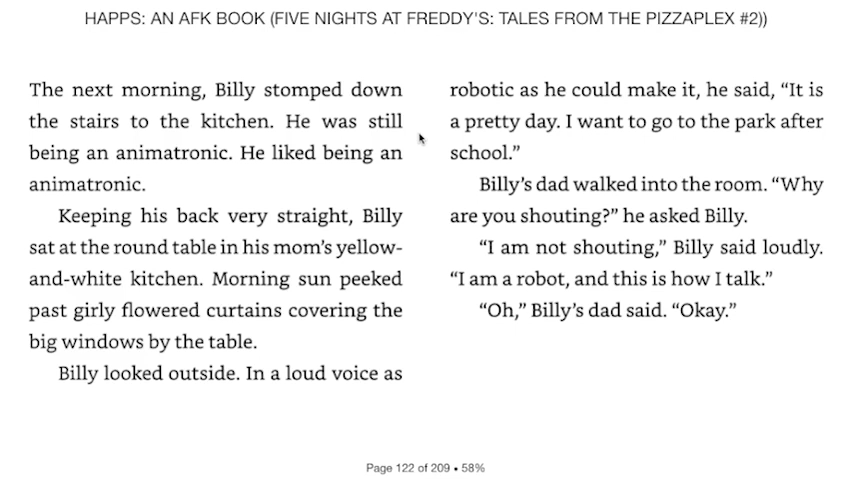 HAPPS: AN AFK BOOK (FIVE NIGHTS AT FREDDY'S: TALES FROM THE PIZZAPLEX #2))
The next morning, Billy stomped down
the stairs to the kitchen. He was still
being an animatronic. He liked being an
animatronic.
Keeping his back very straight, Billy
sat at the round table in his mom’s yellow-
and-white kitchen. Morning sun peeked
past girly flowered curtains covering the
big windows by the table.
Billy looked outside. In a loud voice as
robotic as he could make it, he said, “It is
a pretty day. I want to go to the park after
school.”
Billy’s dad walked into the room. “Why
are you shouting?” he asked Billy.
“I am not shouting,” Billy said loudly.
“I am a robot, and this is how I talk.”
“Oh,” Billy’s dad said. “Okay.”
Page 122 of 209 • 58%